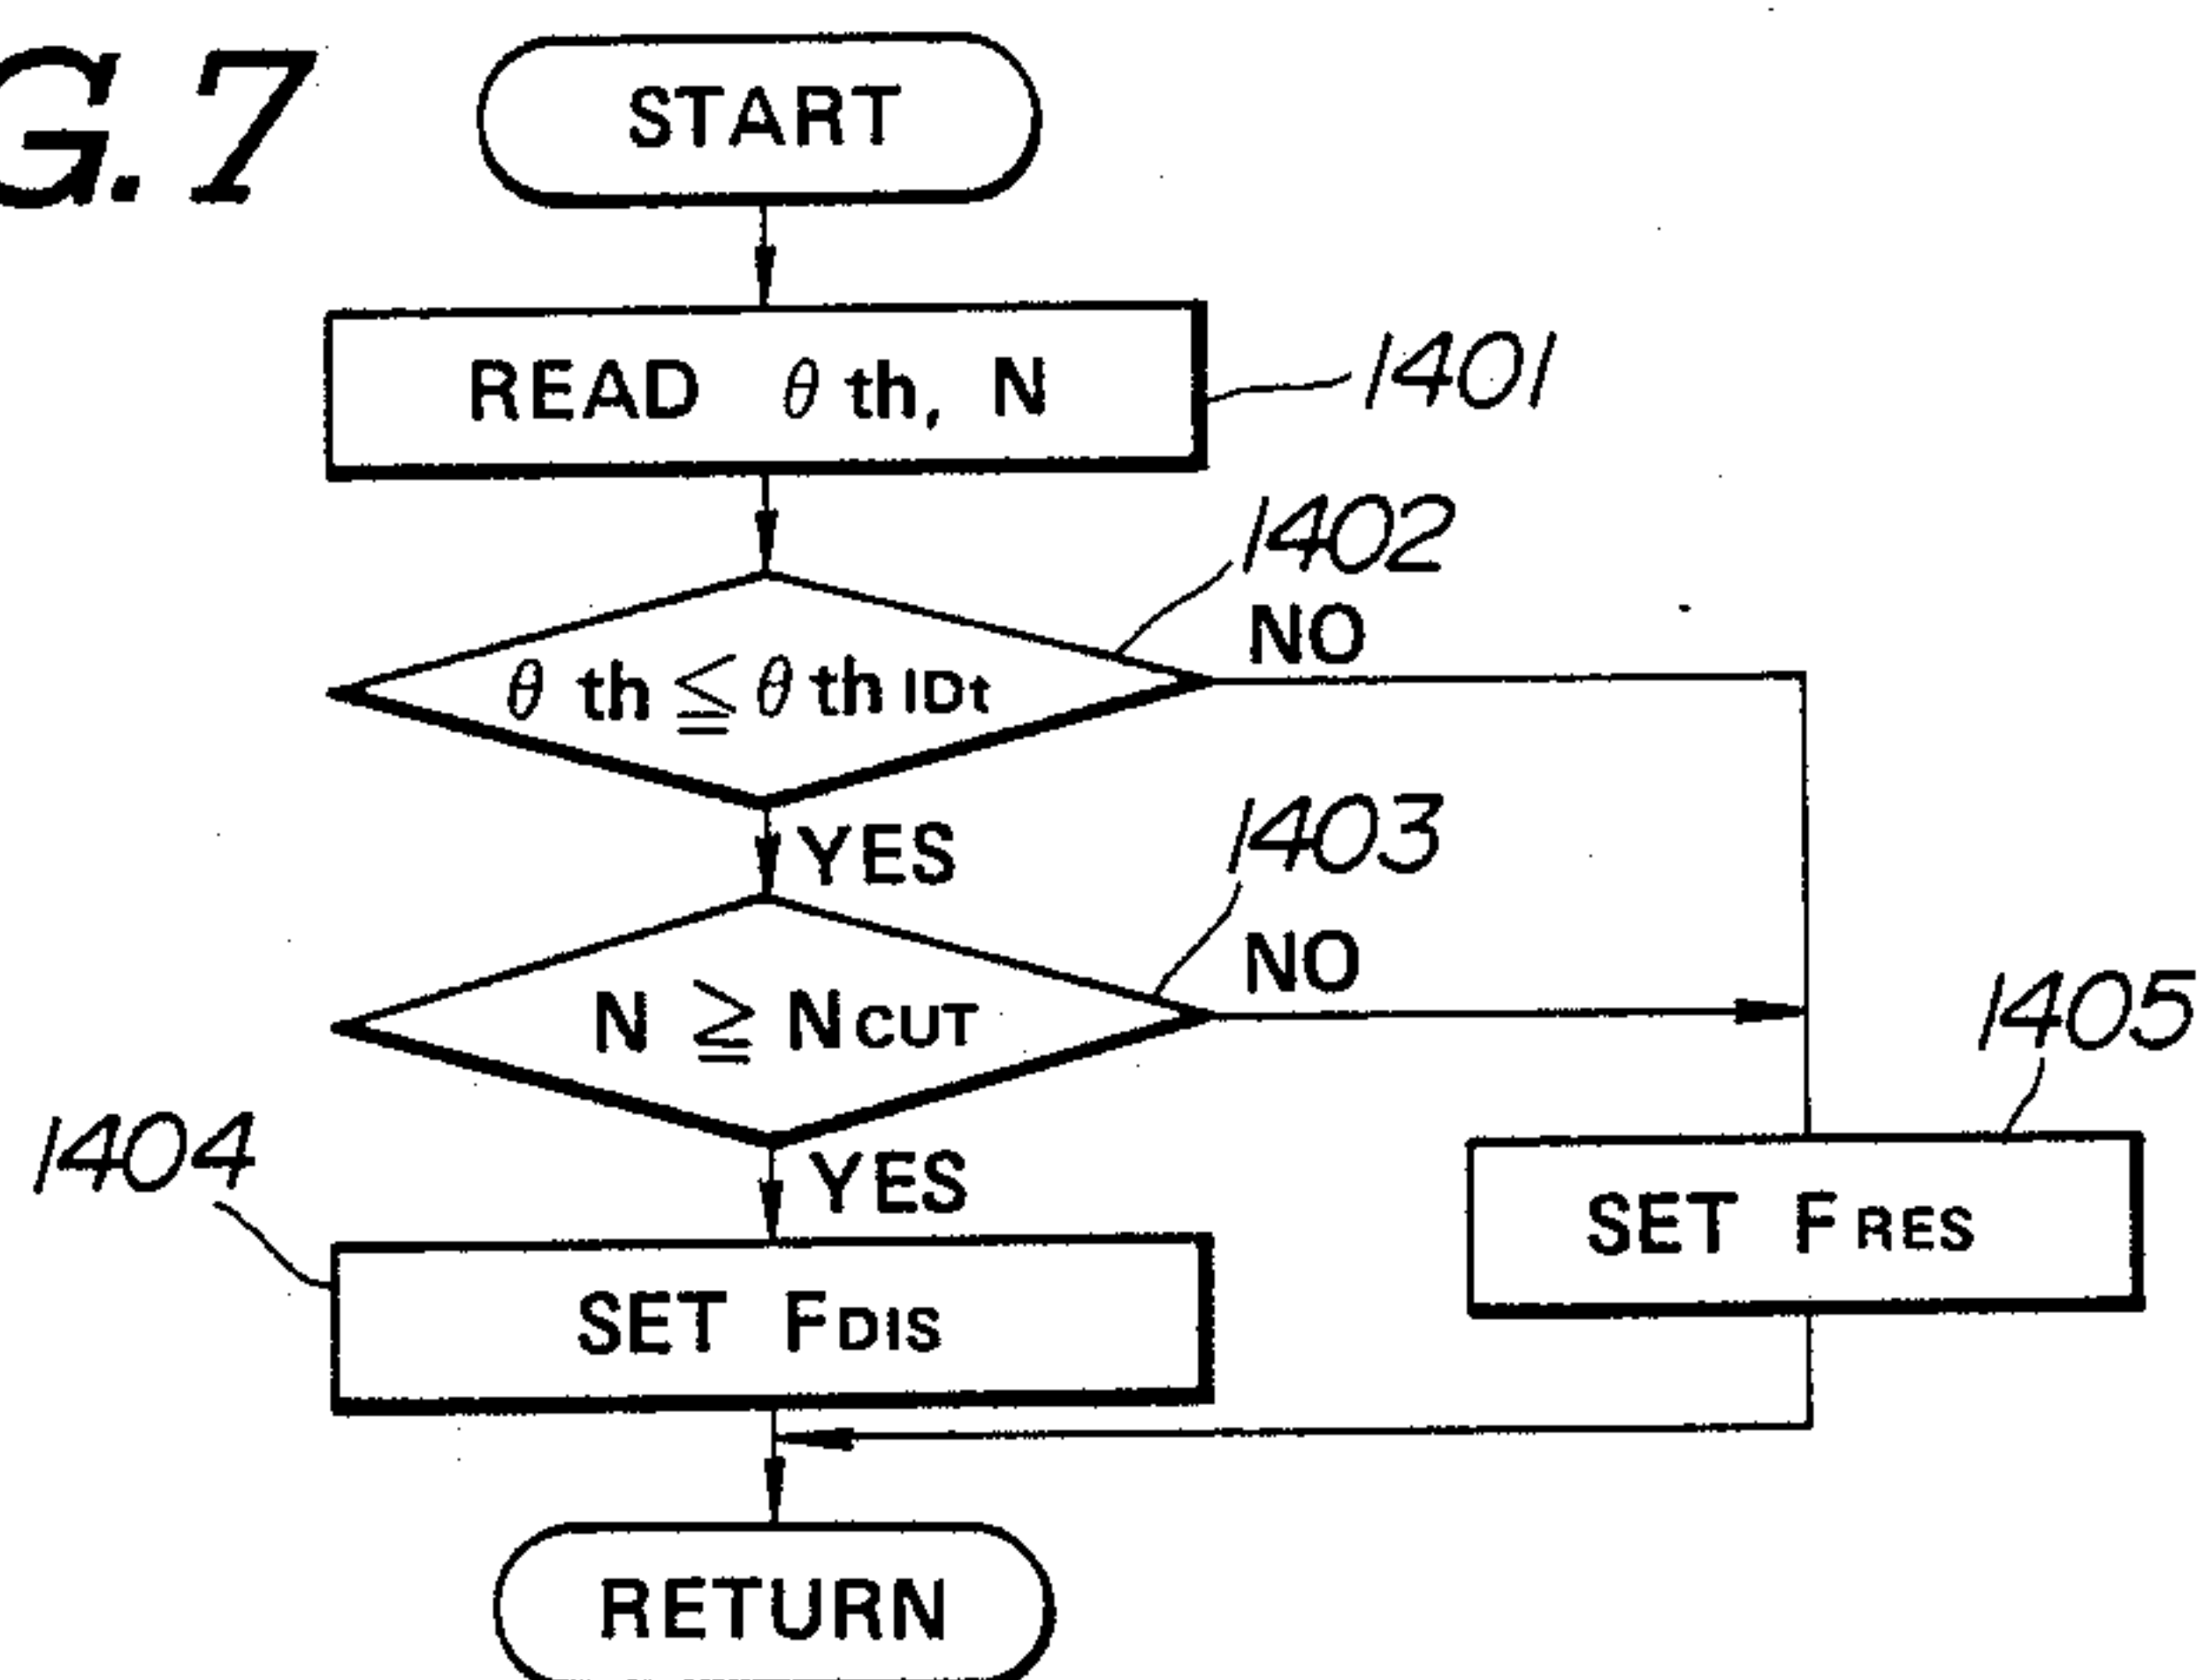 G.7
START
READ θ th, N
1401
1402
NO
θ th ≦ θ th IDt
YES
1403
NO
N ≧ NCUT
1405
1404
YES
SET FRES
SET FDIS
RETURN